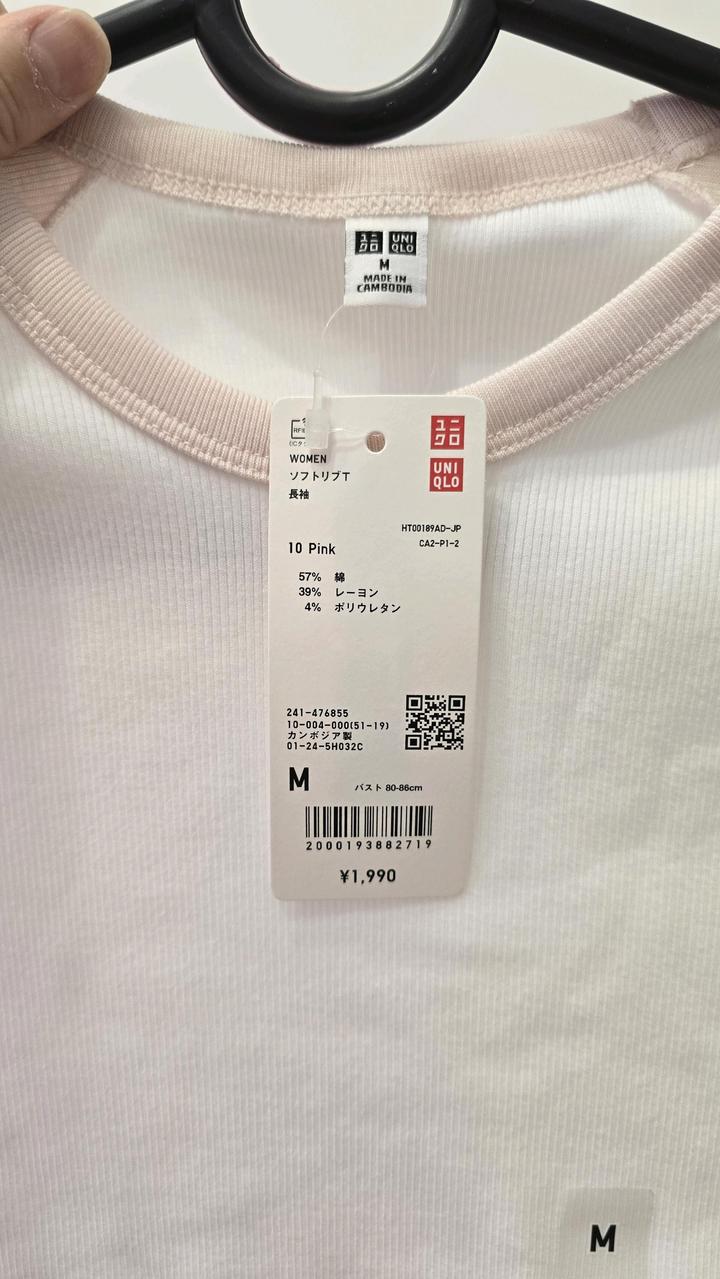 ユニ UNI
クロ QLO
M
MADE IN
CAMBODIA
RFI
WOMEN
ソフトリブT
長袖
ユニ
クロ
UNI
QLO
HT00189AD-JP
CA2-P1-2
10 Pink
57% 綿
39% レーヨン
4% ポリウレタン
241-476855
10-004-000(51-19)
カンボジア製
01-24-5H032C
M バスト 80-86cm
2000193882719
¥1,990
M